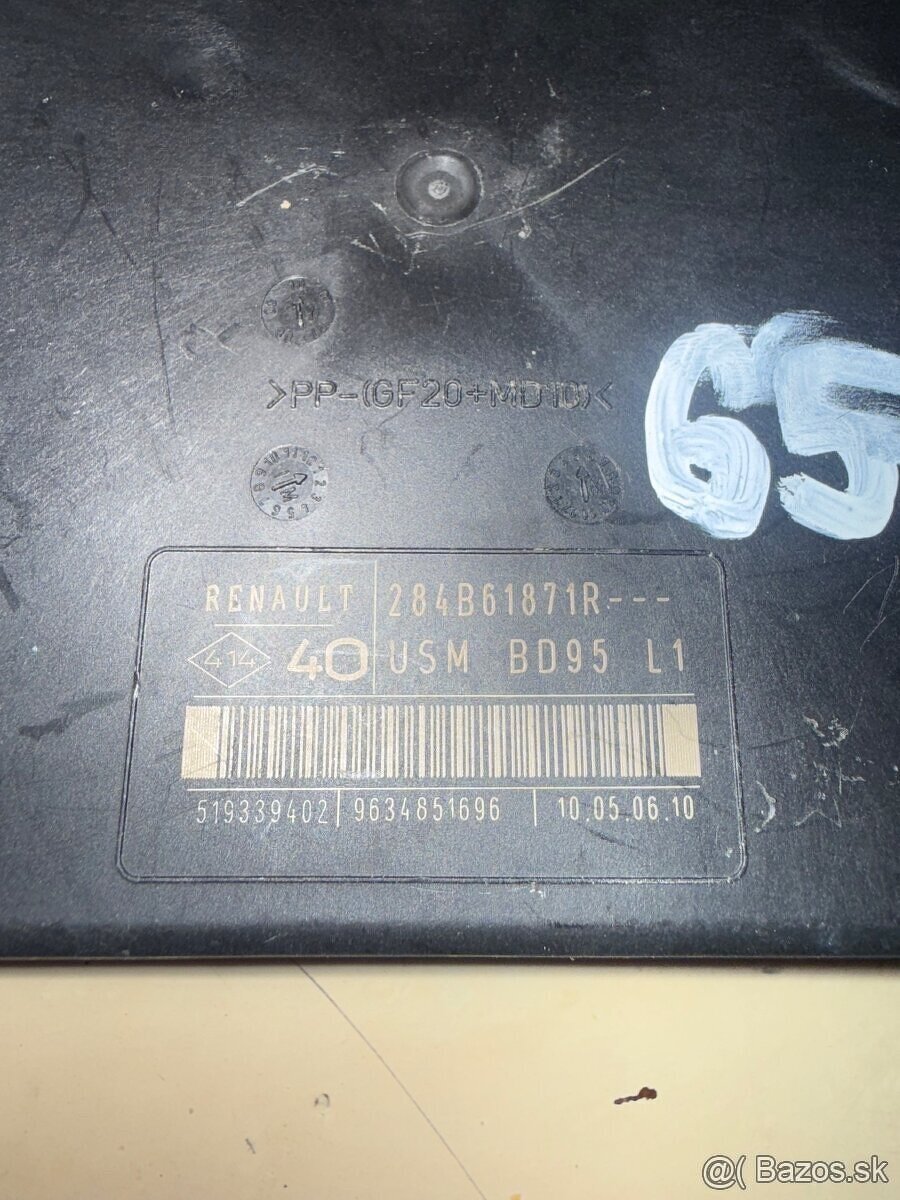 >PP-(GF20+MD10)<
65
RENAULT 284B61871R---
414 40 USM BD95 L1
519339402 | 9634851696 | 10.05.06.10
@( Bazos.sk